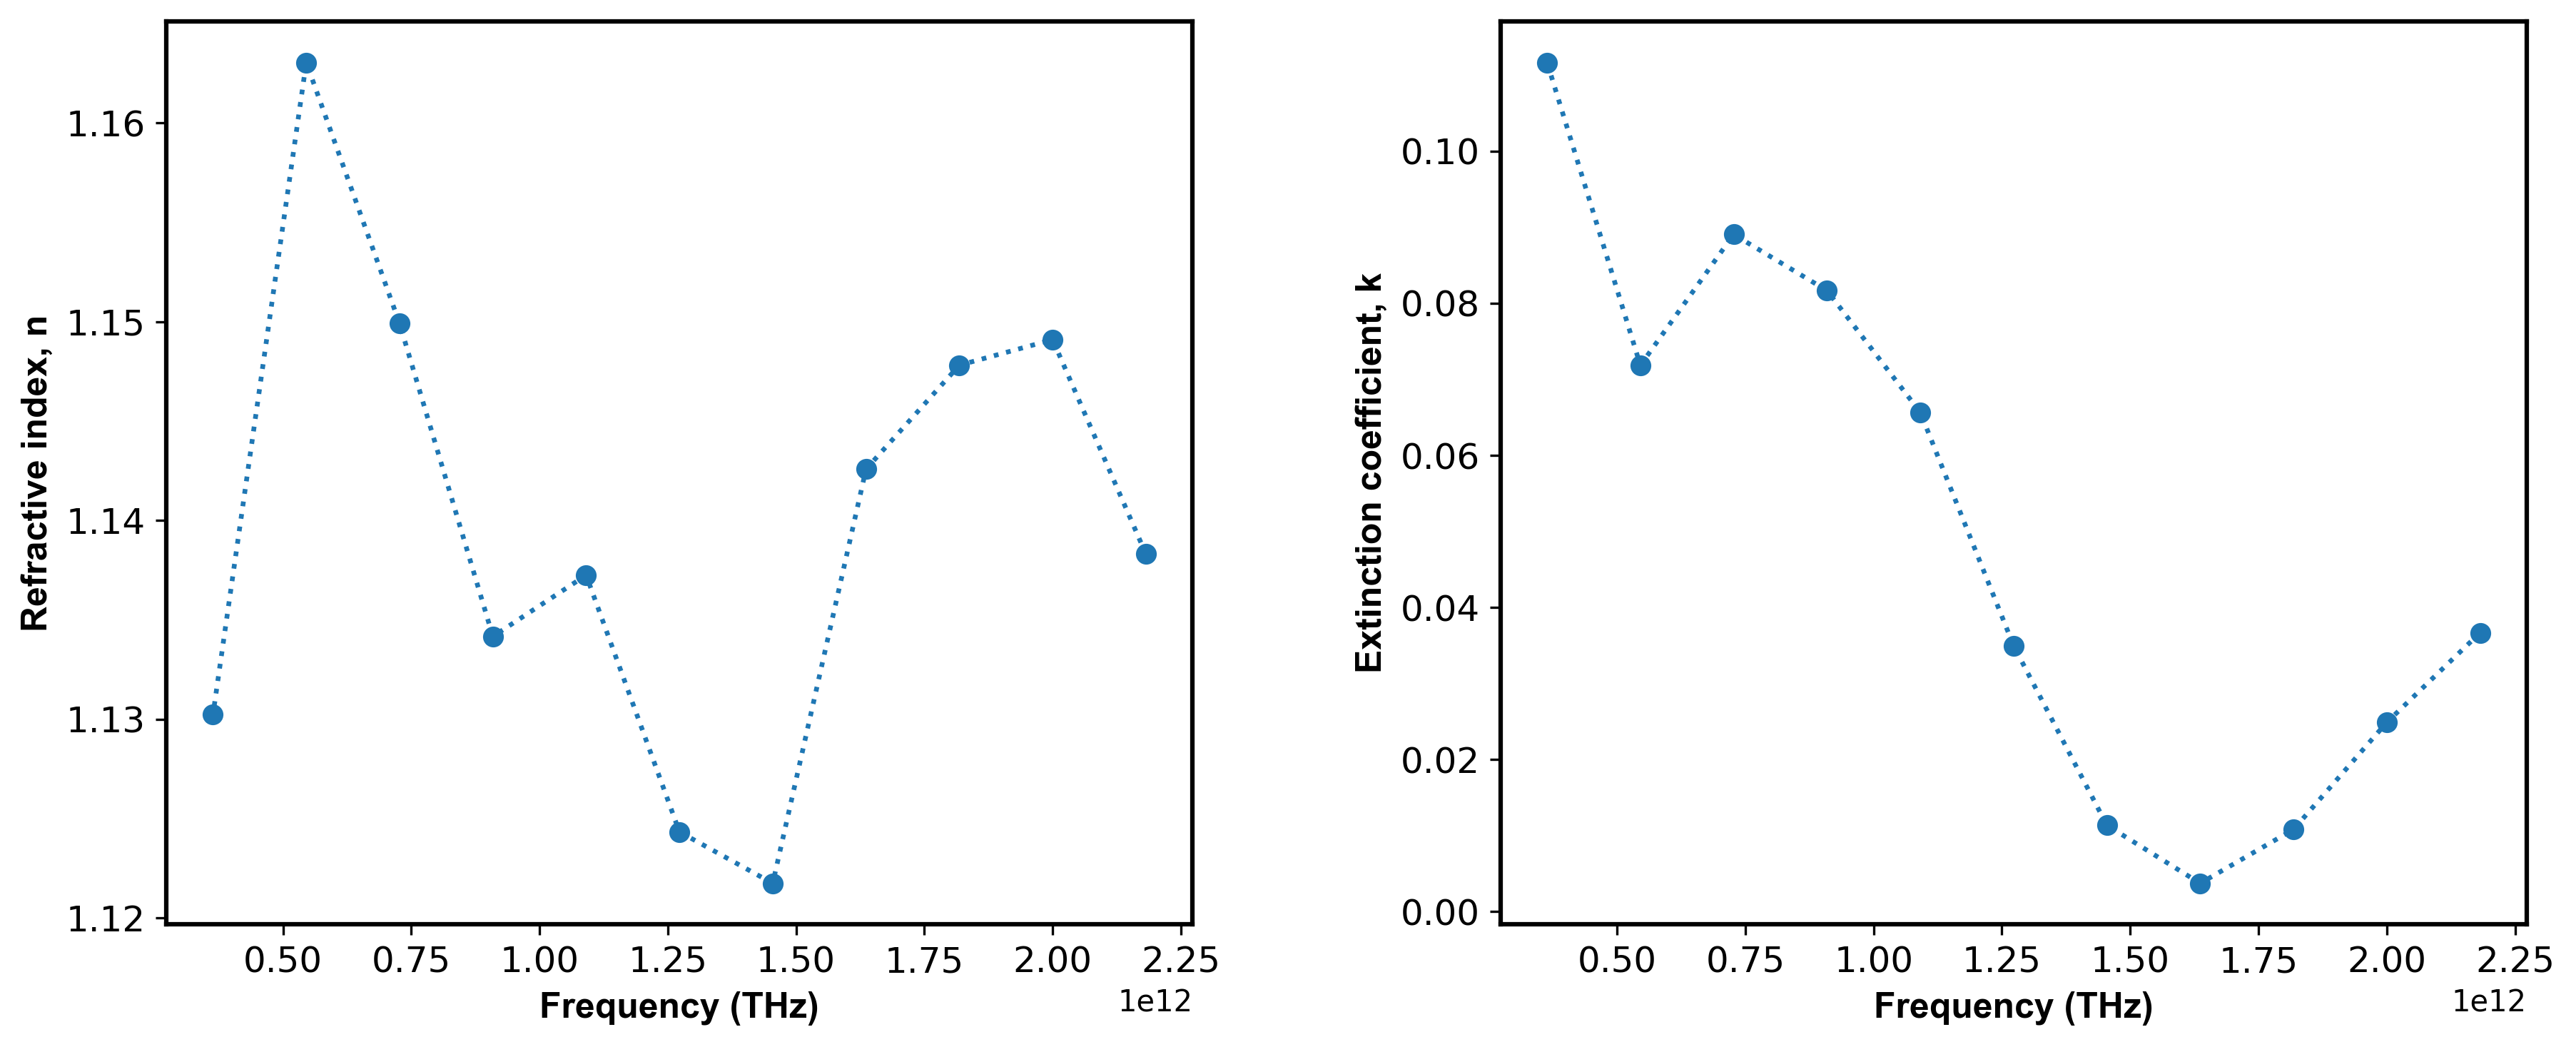 Refractive index, n
1.16
1.15
1.14
1.13
1.12
0.50 0.75 1.00 1.25 1.50 1.75 2.00 2.25
1e12
Frequency (THz)
Extinction coefficient, k
0.10
0.08
0.06
0.04
0.02
0.00
0.50 0.75 1.00 1.25 1.50 1.75 2.00 2.25
1e12
Frequency (THz)